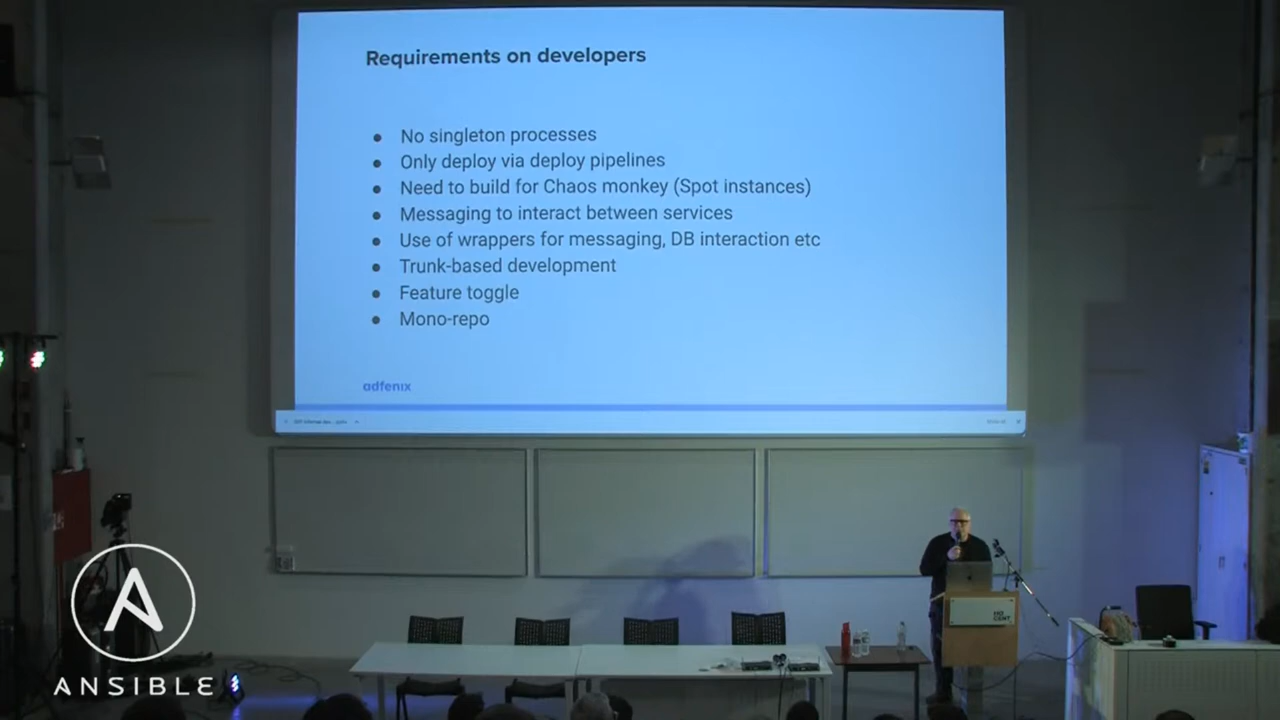 Requirements on developers
No singleton processes
Only deploy via deploy pipelines
Need to build for Chaos monkey (Spot instances)
Messaging to interact between services
Use of wrappers for messaging, DB interaction etc
Trunk-based development
Feature toggle
Mono-repo
adfenix
HO
GENT
ANSIBLE